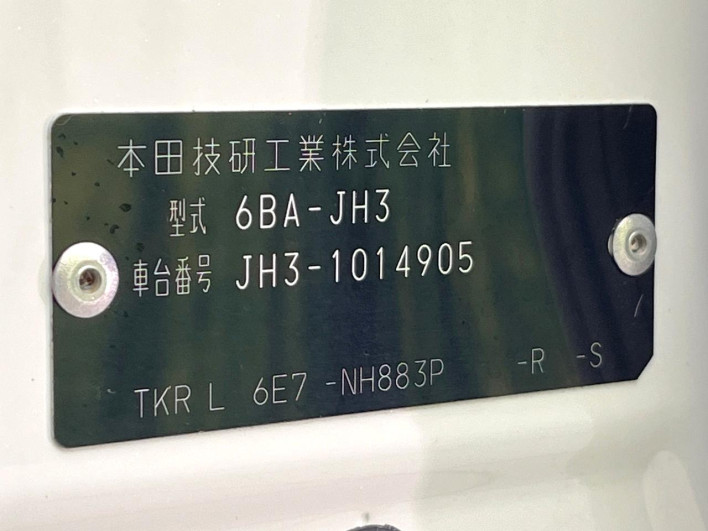 本田技研工業株式会社
型式 6BA-JH3
車台番号 JH3-1014905
TKR L 6E7 -NH883P -R -S